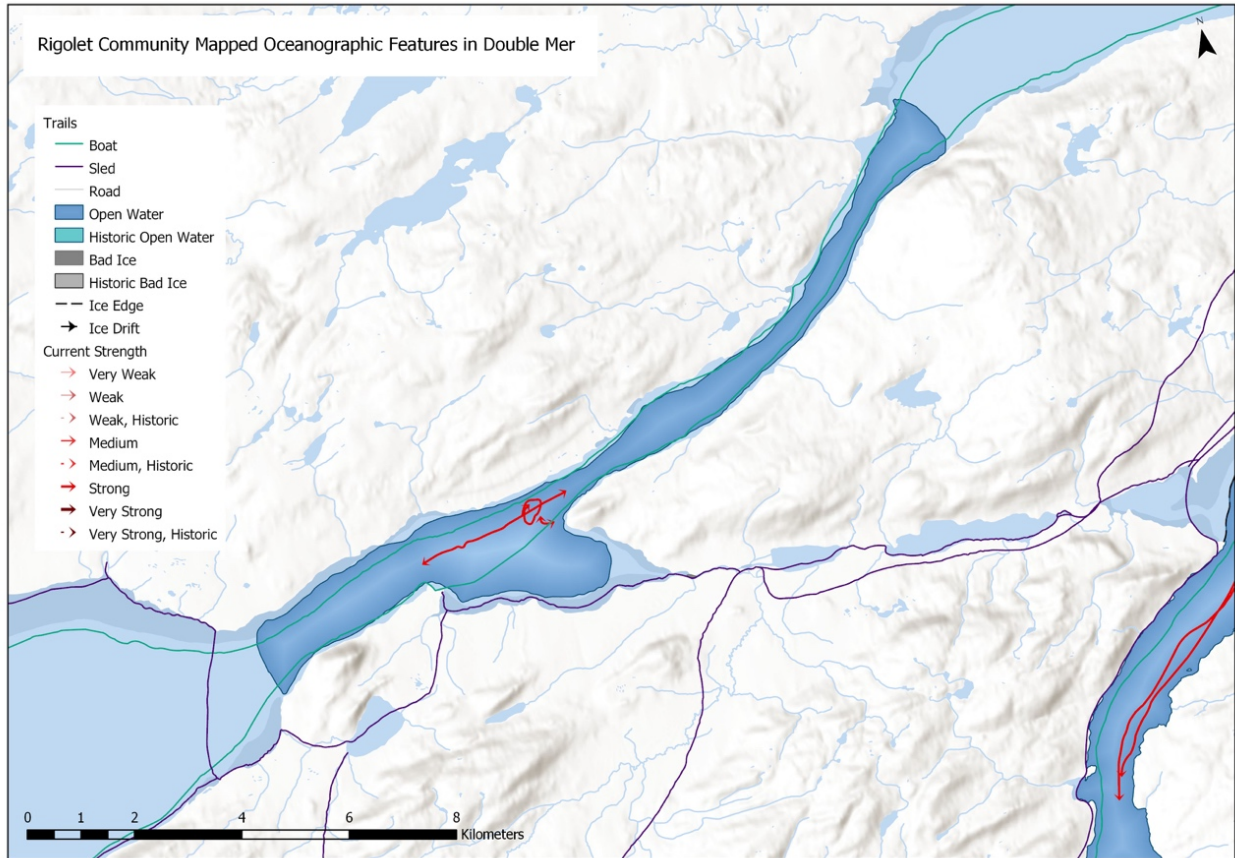 Rigolet Community Mapped Oceanographic Features in Double Mer
N
Trails
Boat
Sled
Road
Open Water
Historic Open Water
Bad Ice
Historic Bad Ice
Ice Edge
Ice Drift
Current Strength
Very Weak
Weak
Weak, Historic
Medium
Medium, Historic
Strong
Very Strong
Very Strong, Historic
0 2 4 6 8
Kilometers